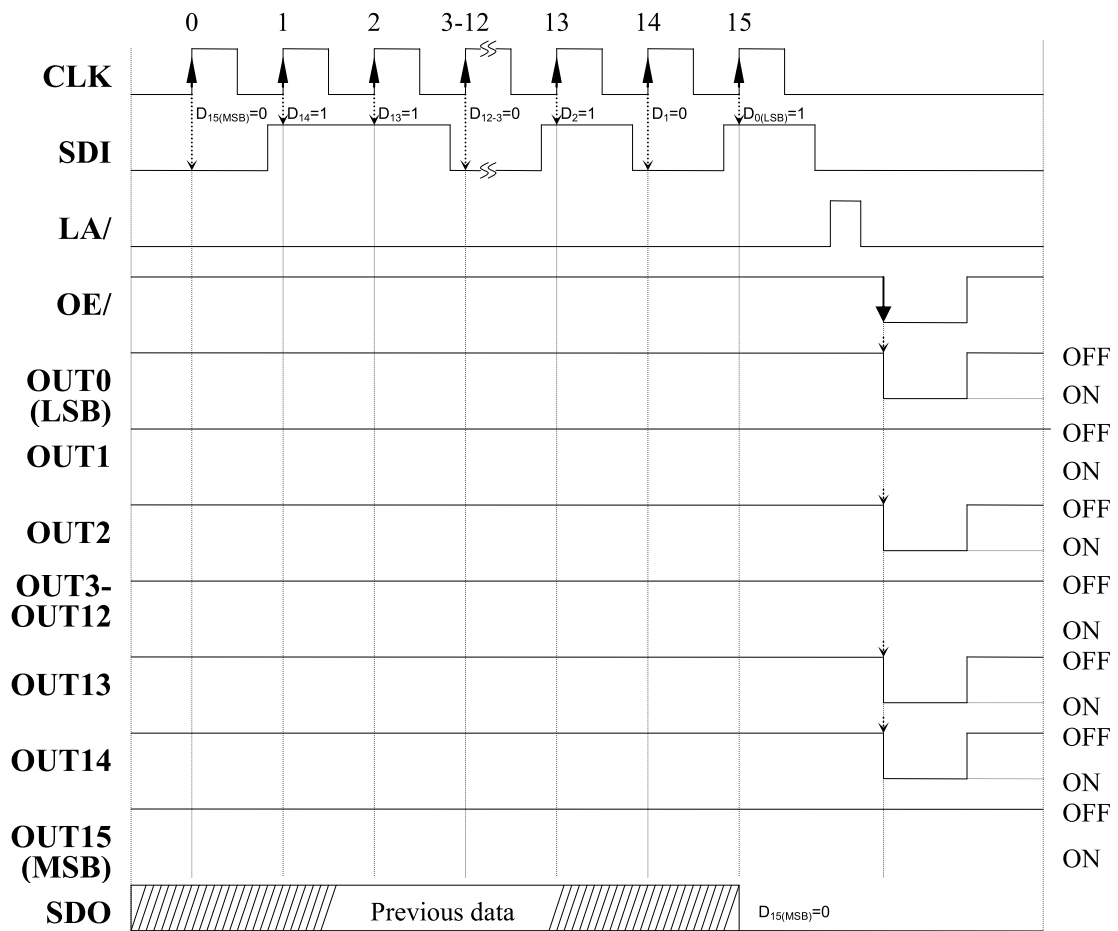 0 1 2 3-12 13 14 15
CLK
D15(MSB)=0 D14=1 D13=1 D12-3=0 D2=1 D1=0 D0(LSB)=1
SDI
LA/
OE/
OUT0
(LSB)
OFF
ON
OUT1
OFF
ON
OUT2
OFF
ON
OUT3-
OUT12
OFF
ON
OUT13
OFF
ON
OUT14
OFF
ON
OUT15
(MSB)
OFF
ON
SDO
Previous data
D15(MSB)=0